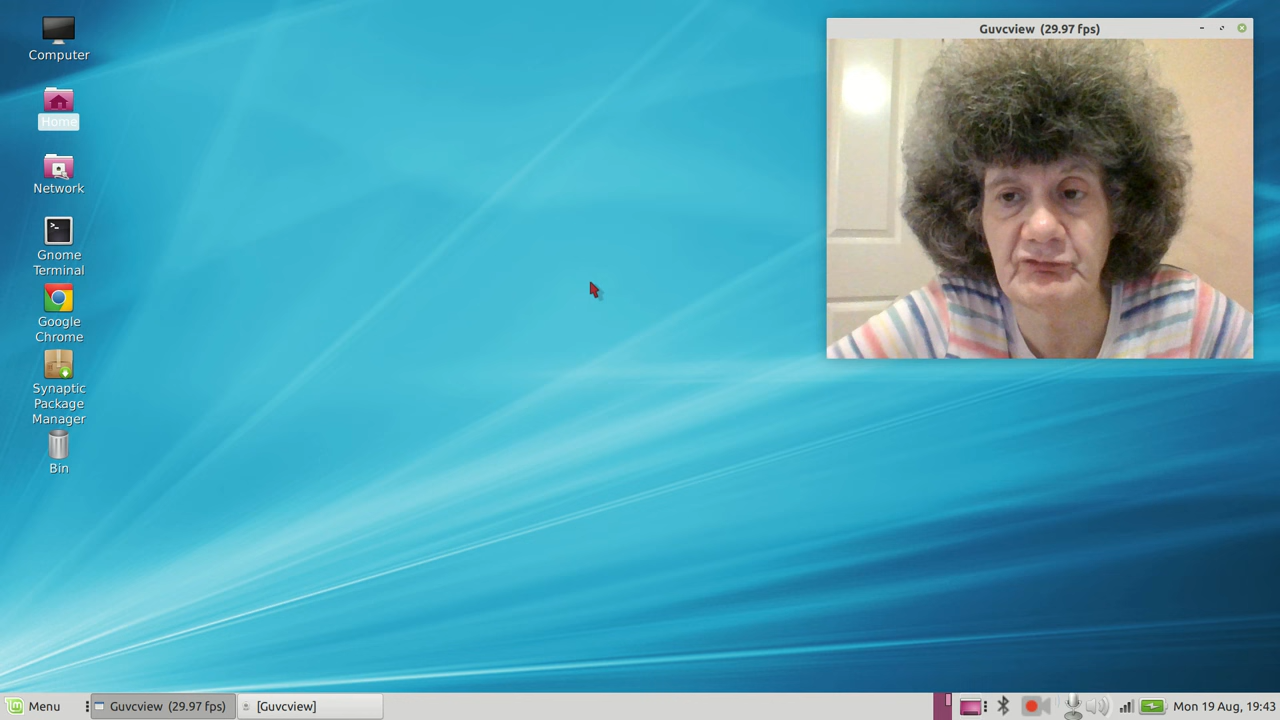 Computer
Home
Network
Gnome
Terminal
Google
Chrome
Synaptic
Package
Manager
Bin
Guvcview (29.97 fps)
Menu
Guvcview (29.97 fps)
[Guvcview]
Mon 19 Aug, 19:43